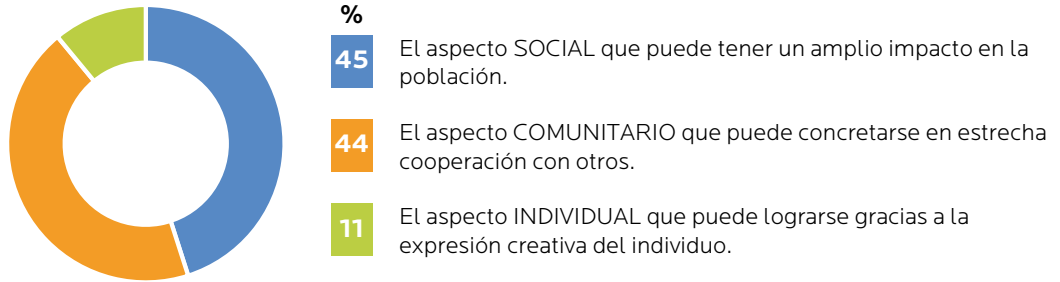 %
45
El aspecto SOCIAL que puede tener un amplio impacto en la
población.
44
El aspecto COMUNITARIO que puede concretarse en estrecha
cooperación con otros.
11
El aspecto INDIVIDUAL que puede lograrse gracias a la
expresión creativa del individuo.